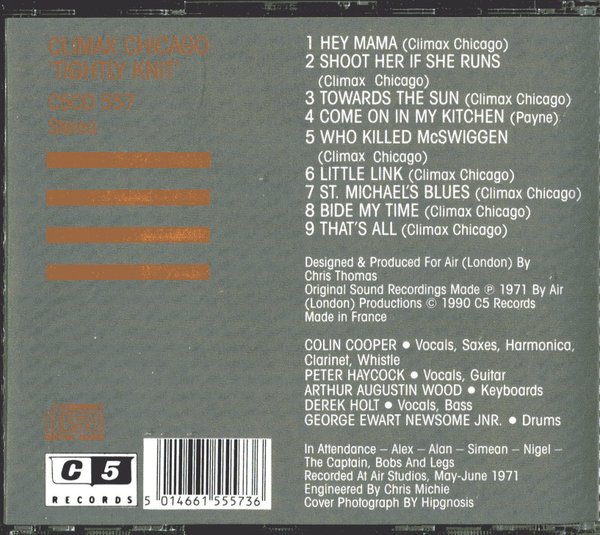 CLIMAX CHICAGO
'TIGHTLY KNIT'
C5CD 557
Stereo
1 HEY MAMA (Climax Chicago)
2 SHOOT HER IF SHE RUNS
(Climax Chicago)
3 TOWARDS THE SUN (Climax Chicago)
4 COME ON IN MY KITCHEN (Payne)
5 WHO KILLED McSWIGGEN
(Climax Chicago)
6 LITTLE LINK (Climax Chicago)
7 ST. MICHAEL'S BLUES (Climax Chicago)
8 BIDE MY TIME (Climax Chicago)
9 THAT'S ALL (Climax Chicago)
Designed & Produced For Air (London) By
Chris Thomas
Original Sound Recordings Made ℗ 1971 By Air
(London) Productions © 1990 C5 Records
Made in France
COLIN COOPER • Vocals, Saxes, Harmonica,
Clarinet, Whistle
PETER HAYCOCK • Vocals, Guitar
ARTHUR AUGUSTIN WOOD • Keyboards
DEREK HOLT • Vocals, Bass
GEORGE EWART NEWSOME JNR. • Drums
In Attendance – Alex – Alan – Simean – Nigel –
The Captain, Bobs And Legs
Recorded At Air Studios, May-June 1971
Engineered By Chris Michie
Cover Photograph BY Hipgnosis
C 5
RECORDS
5 014661 555736